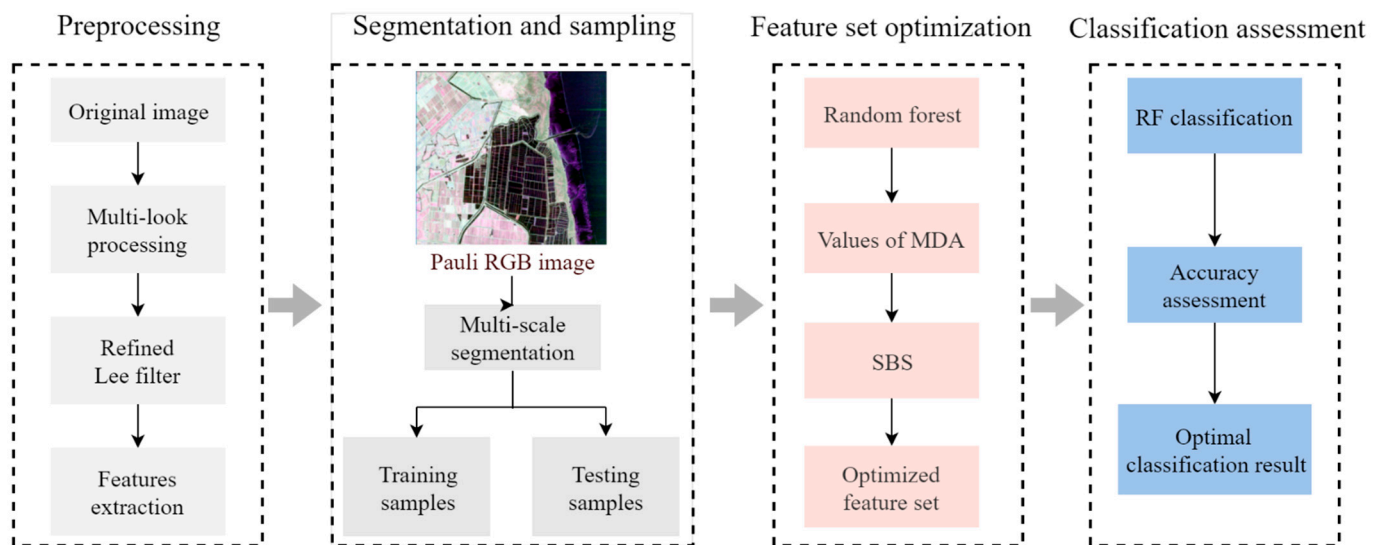 Preprocessing
Original image
Multi-look
processing
Refined
Lee filter
Features
extraction
Segmentation and sampling
Pauli RGB image
Multi-scale
segmentation
Training
samples
Testing
samples
Feature set optimization
Random forest
Values of MDA
SBS
Optimized
feature set
Classification assessment
RF classification
Accuracy
assessment
Optimal
classification result